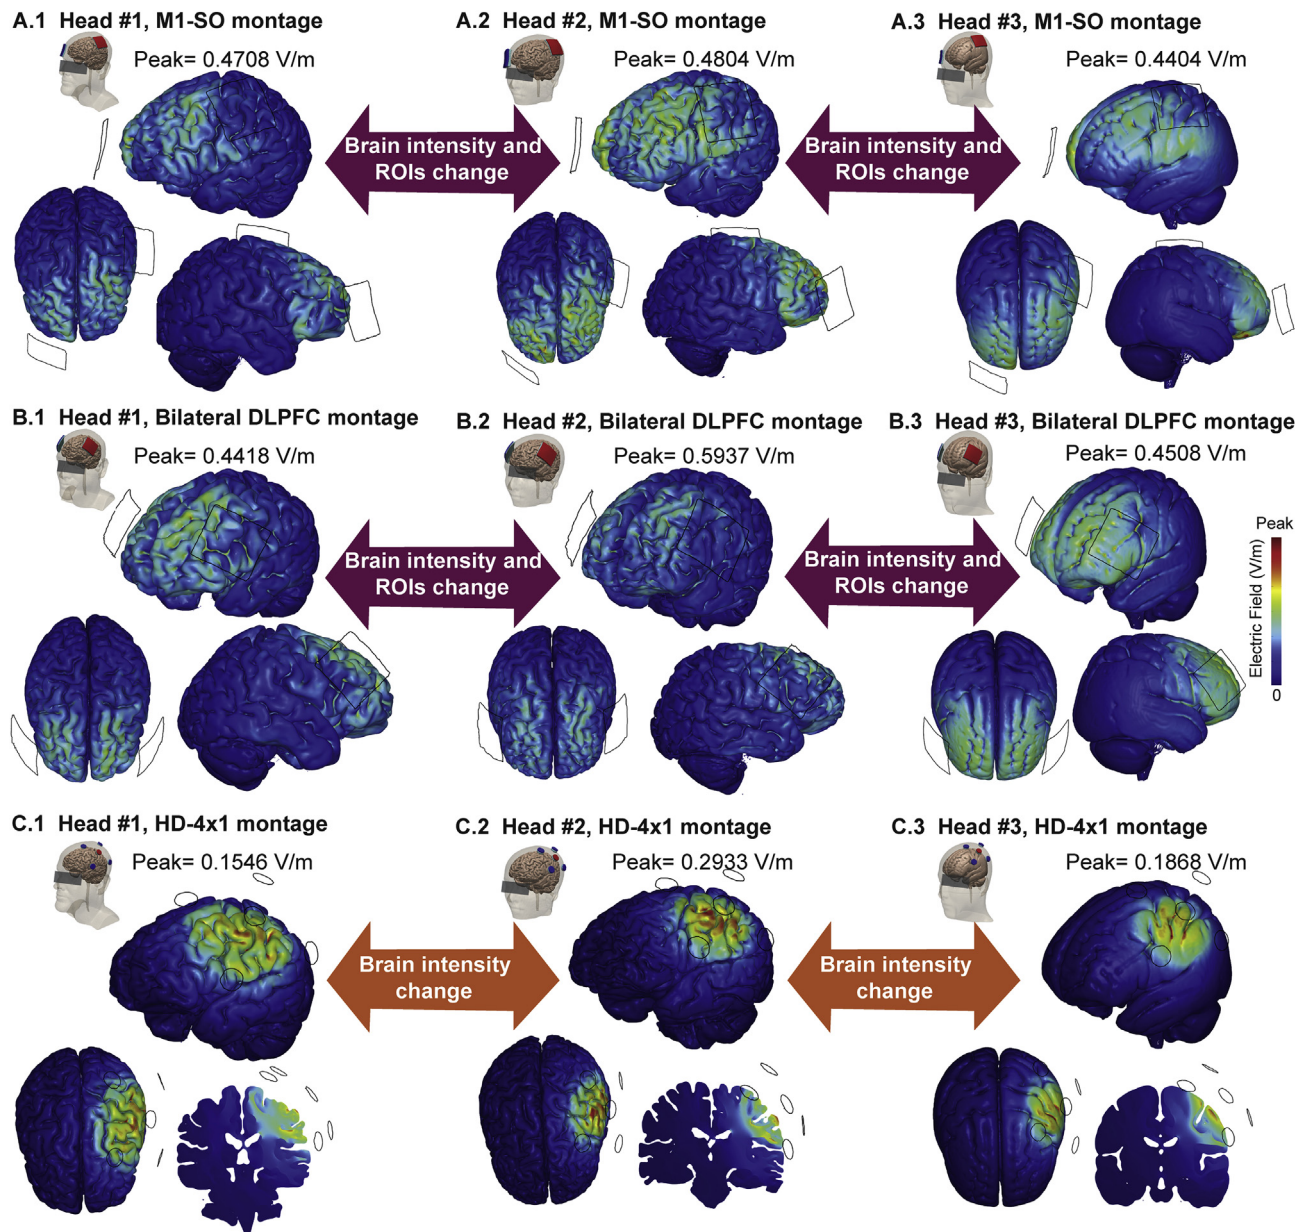 A.1 Head #1, M1-SO montage
Peak= 0.4708 V/m
A.2 Head #2, M1-SO montage
Peak= 0.4804 V/m
A.3 Head #3, M1-SO montage
Peak= 0.4404 V/m
Brain intensity and
ROIs change
Brain intensity and
ROIs change
B.1 Head #1, Bilateral DLPFC montage
Peak= 0.4418 V/m
B.2 Head #2, Bilateral DLPFC montage
Peak= 0.5937 V/m
B.3 Head #3, Bilateral DLPFC montage
Peak= 0.4508 V/m
Brain intensity and
ROIs change
Brain intensity and
ROIs change
Peak
Electric Field (V/m)
0
C.1 Head #1, HD-4x1 montage
Peak= 0.1546 V/m
C.2 Head #2, HD-4x1 montage
Peak= 0.2933 V/m
C.3 Head #3, HD-4x1 montage
Peak= 0.1868 V/m
Brain intensity
change
Brain intensity
change